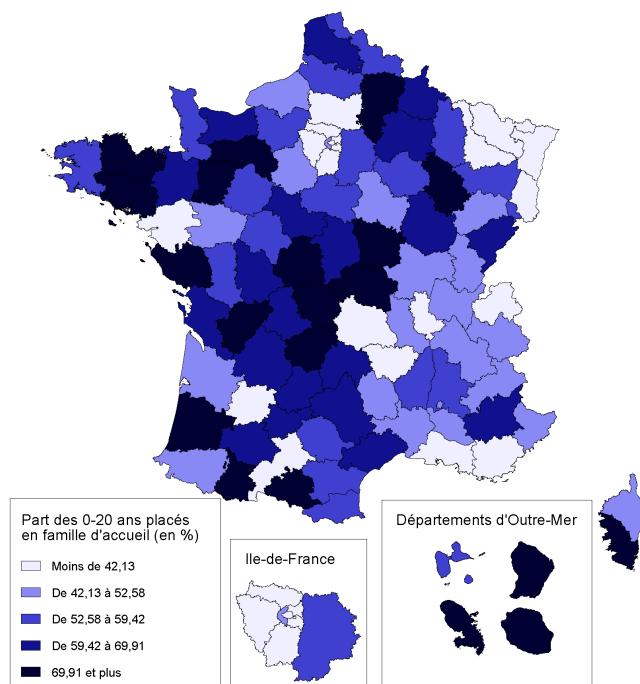 Part des 0-20 ans placés
en famille d'accueil (en %)
Moins de 42,13
De 42,13 à 52,58
De 52,58 à 59,42
De 59,42 à 69,91
69,91 et plus
Ile-de-France
Départements d'Outre-Mer